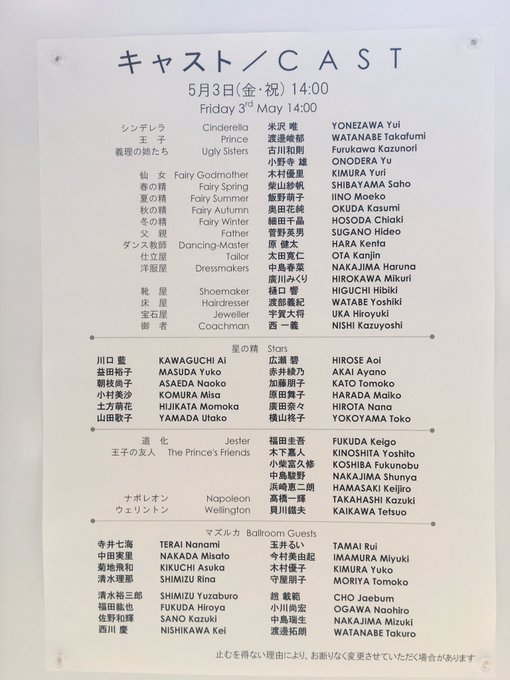 キャスト／CAST
5月3日(金・祝) 14:00
Friday 3rd May 14:00
シンデレラ Cinderella 米沢 唯 YONEZAWA Yui
王 子 Prince 渡邊峻郁 WATANABE Takafumi
義理の姉たち Ugly Sisters 古川和則 Furukawa Kazunori
小野寺 雄 ONODERA Yu
仙 女 Fairy Godmother 木村優里 KIMURA Yuri
春の精 Fairy Spring 柴山紗帆 SHIBAYAMA Saho
夏の精 Fairy Summer 飯野萌子 IINO Moeko
秋の精 Fairy Autumn 奥田花純 OKUDA Kasumi
冬の精 Fairy Winter 細田千晶 HOSODA Chiaki
父 親 Father 菅野英男 SUGANO Hideo
ダンス教師 Dancing-Master 原 健太 HARA Kenta
仕立屋 Tailor 太田寛仁 OTA Kanjin
洋服屋 Dressmakers 中島春菜 NAKAJIMA Haruna
廣川みくり HIROKAWA Mikuri
靴 屋 Shoemaker 樋口 響 HIGUCHI Hibiki
床 屋 Hairdresser 渡部義紀 WATABE Yoshiki
宝石屋 Jeweller 宇賀大将 UKA Hiroyuki
御 者 Coachman 西 一義 NISHI Kazuyoshi
星の精 Stars
川口 藍 KAWAGUCHI Ai 広瀬 碧 HIROSE Aoi
益田裕子 MASUDA Yuko 赤井綾乃 AKAI Ayano
朝枝尚子 ASAEDA Naoko 加藤朋子 KATO Tomoko
小村美沙 KOMURA Misa 原田舞子 HARADA Maiko
土方萌花 HIJIKATA Momoka 廣田奈々 HIROTA Nana
山田歌子 YAMADA Utako 横山柊子 YOKOYAMA Toko
道 化 Jester 福田圭吾 FUKUDA Keigo
王子の友人 The Prince's Friends 木下嘉人 KINOSHITA Yoshito
小柴富久修 KOSHIBA Fukunobu
中島駿野 NAKAJIMA Shunya
浜崎恵二朗 HAMASAKI Keijiro
ナポレオン Napoleon 髙橋一輝 TAKAHASHI Kazuki
ウェリントン Wellington 貝川鐵夫 KAIKAWA Tetsuo
マズルカ Ballroom Guests
寺井七海 TERAI Nanami 玉井るい TAMAI Rui
中田実里 NAKADA Misato 今村美由起 IMAMURA Miyuki
菊地飛和 KIKUCHI Asuka 木村優子 KIMURA Yuko
清水理那 SHIMIZU Rina 守屋朋子 MORIYA Tomoko
清水裕三郎 SHIMIZU Yuzaburo 趙 載範 CHO Jaebum
福田紘也 FUKUDA Hiroya 小川尚宏 OGAWA Naohiro
佐野和輝 SANO Kazuki 中島瑞生 NAKAJIMA Mizuki
西川 慶 NISHIKAWA Kei 渡邊拓朗 WATANABE Takuro
止むを得ない理由により、お断りなく変更させていただく場合があります